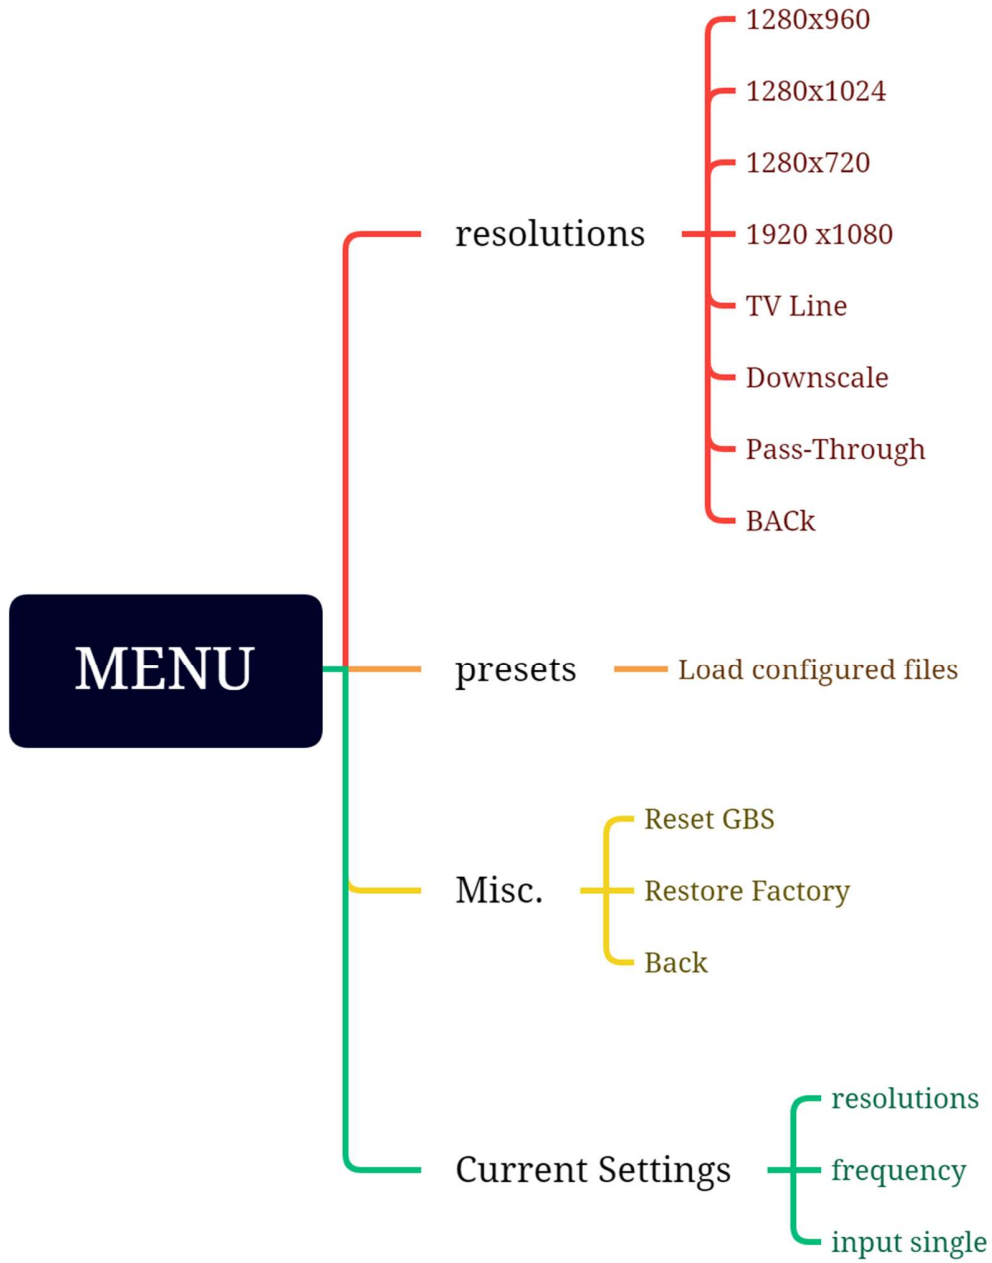 MENU
resolutions
1280x960
1280x1024
1280x720
1920 x1080
TV Line
Downscale
Pass-Through
BACk
presets
Load configured files
Misc.
Reset GBS
Restore Factory
Back
Current Settings
resolutions
frequency
input single